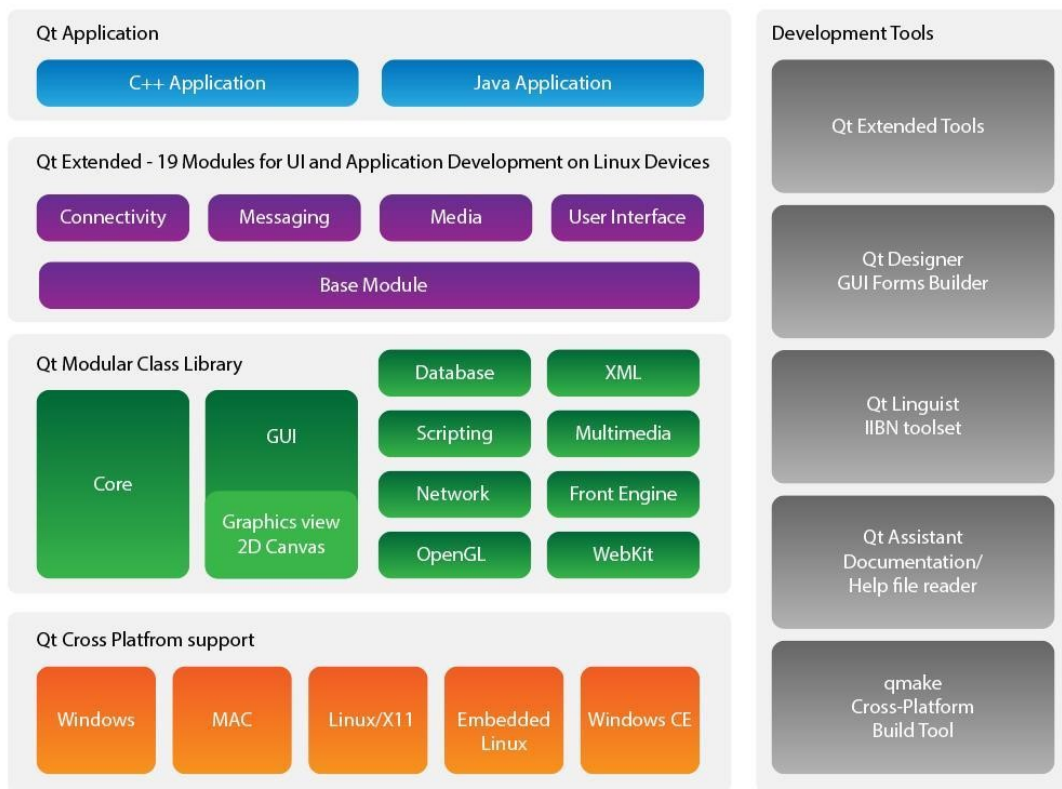 Qt Application
C++ Application
Java Application
Qt Extended - 19 Modules for UI and Application Development on Linux Devices
Connectivity
Messaging
Media
User Interface
Base Module
Qt Modular Class Library
Core
GUI
Graphics view
2D Canvas
Database
XML
Scripting
Multimedia
Network
Front Engine
OpenGL
WebKit
Qt Cross Platfrom support
Windows
MAC
Linux/X11
Embedded
Linux
Windows CE
Development Tools
Qt Extended Tools
Qt Designer
GUI Forms Builder
Qt Linguist
IIBN toolset
Qt Assistant
Documentation/
Help file reader
qmake
Cross-Platform
Build Tool